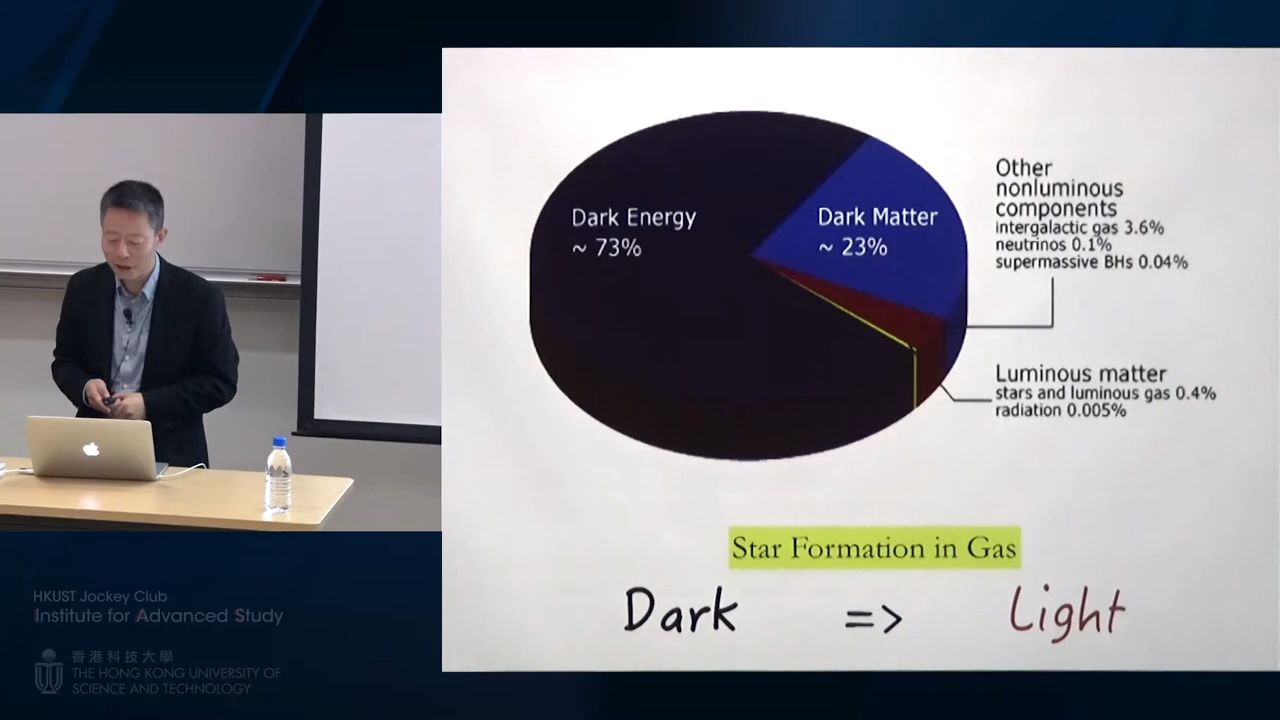 Dark Energy
~ 73%
Dark Matter
~ 23%
Other
nonluminous
components
intergalactic gas 3.6%
neutrinos 0.1%
supermassive BHs 0.04%
Luminous matter
stars and luminous gas 0.4%
radiation 0.005%
Star Formation in Gas
Dark => Light
HKUST Jockey Club
Institute for Advanced Study
香港科技大學
THE HONG KONG UNIVERSITY OF
SCIENCE AND TECHNOLOGY